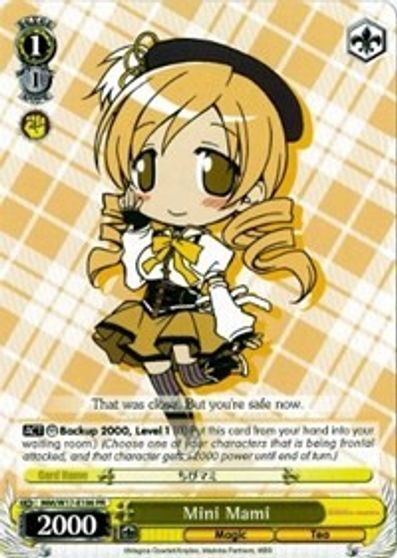 1
1
That was close. But you're safe now.
ACT Backup 2000, Level 1 [(1) Put this card from your hand into your
waiting room] (Choose one of your characters that is being frontal
attacked, and that character gets +2000 power until end of turn.)
Card Name ちびマミ
2000 Mini Mami
Magic Tea